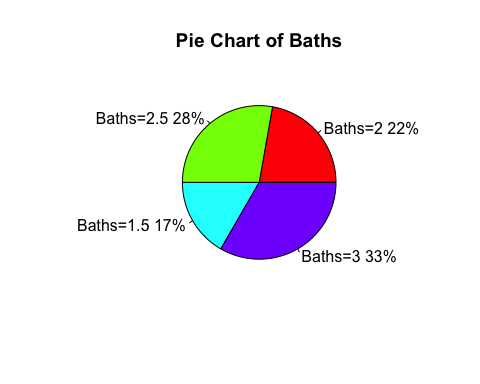 Pie Chart of Baths
Baths=2.5 28%
Baths=2 22%
Baths=1.5 17%
Baths=3 33%